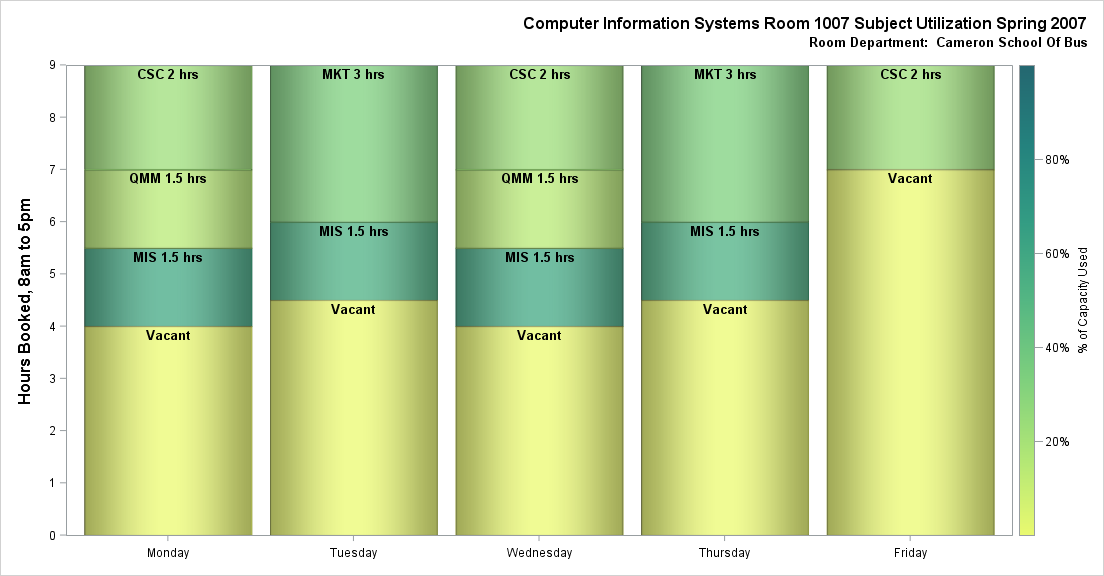 Computer Information Systems Room 1007 Subject Utilization Spring 2007
Room Department:  Cameron School Of Bus
Hours Booked, 8am to 5pm
9
8
7
6
5
4
3
2
1
0
CSC 2 hrs
QMM 1.5 hrs
MIS 1.5 hrs
Vacant
MKT 3 hrs
MIS 1.5 hrs
Vacant
CSC 2 hrs
QMM 1.5 hrs
MIS 1.5 hrs
Vacant
MKT 3 hrs
MIS 1.5 hrs
Vacant
CSC 2 hrs
Vacant
Monday
Tuesday
Wednesday
Thursday
Friday
80%
60%
40%
20%
% of Capacity Used